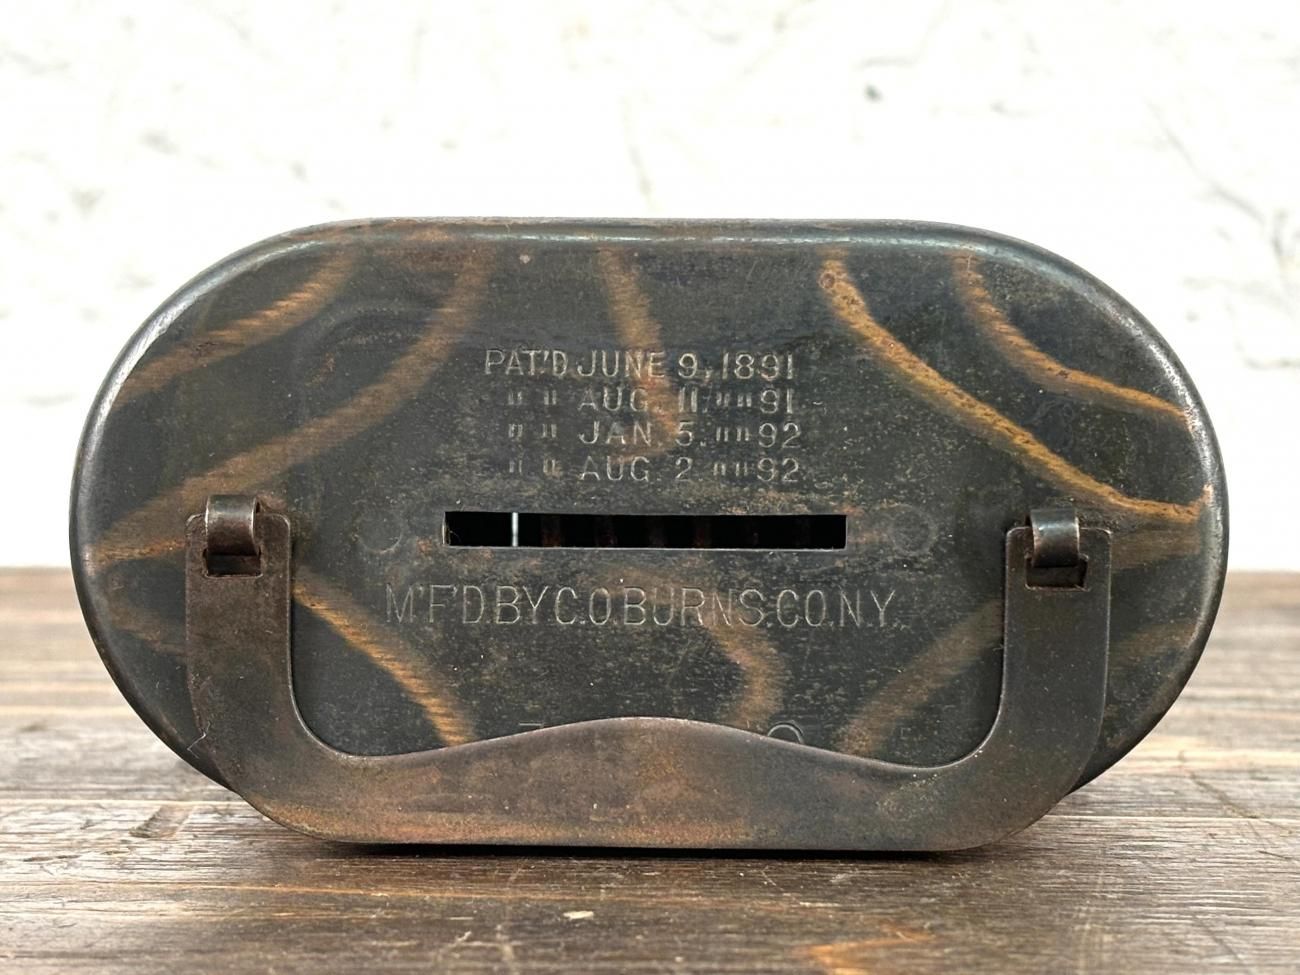 PAT'D JUNE 9, 1891
" " AUG. 11, " " 91
" " JAN. 5. " " 92
" " AUG. 2. " " 92
M'F'D BY C.O BURNS CO. N.Y.